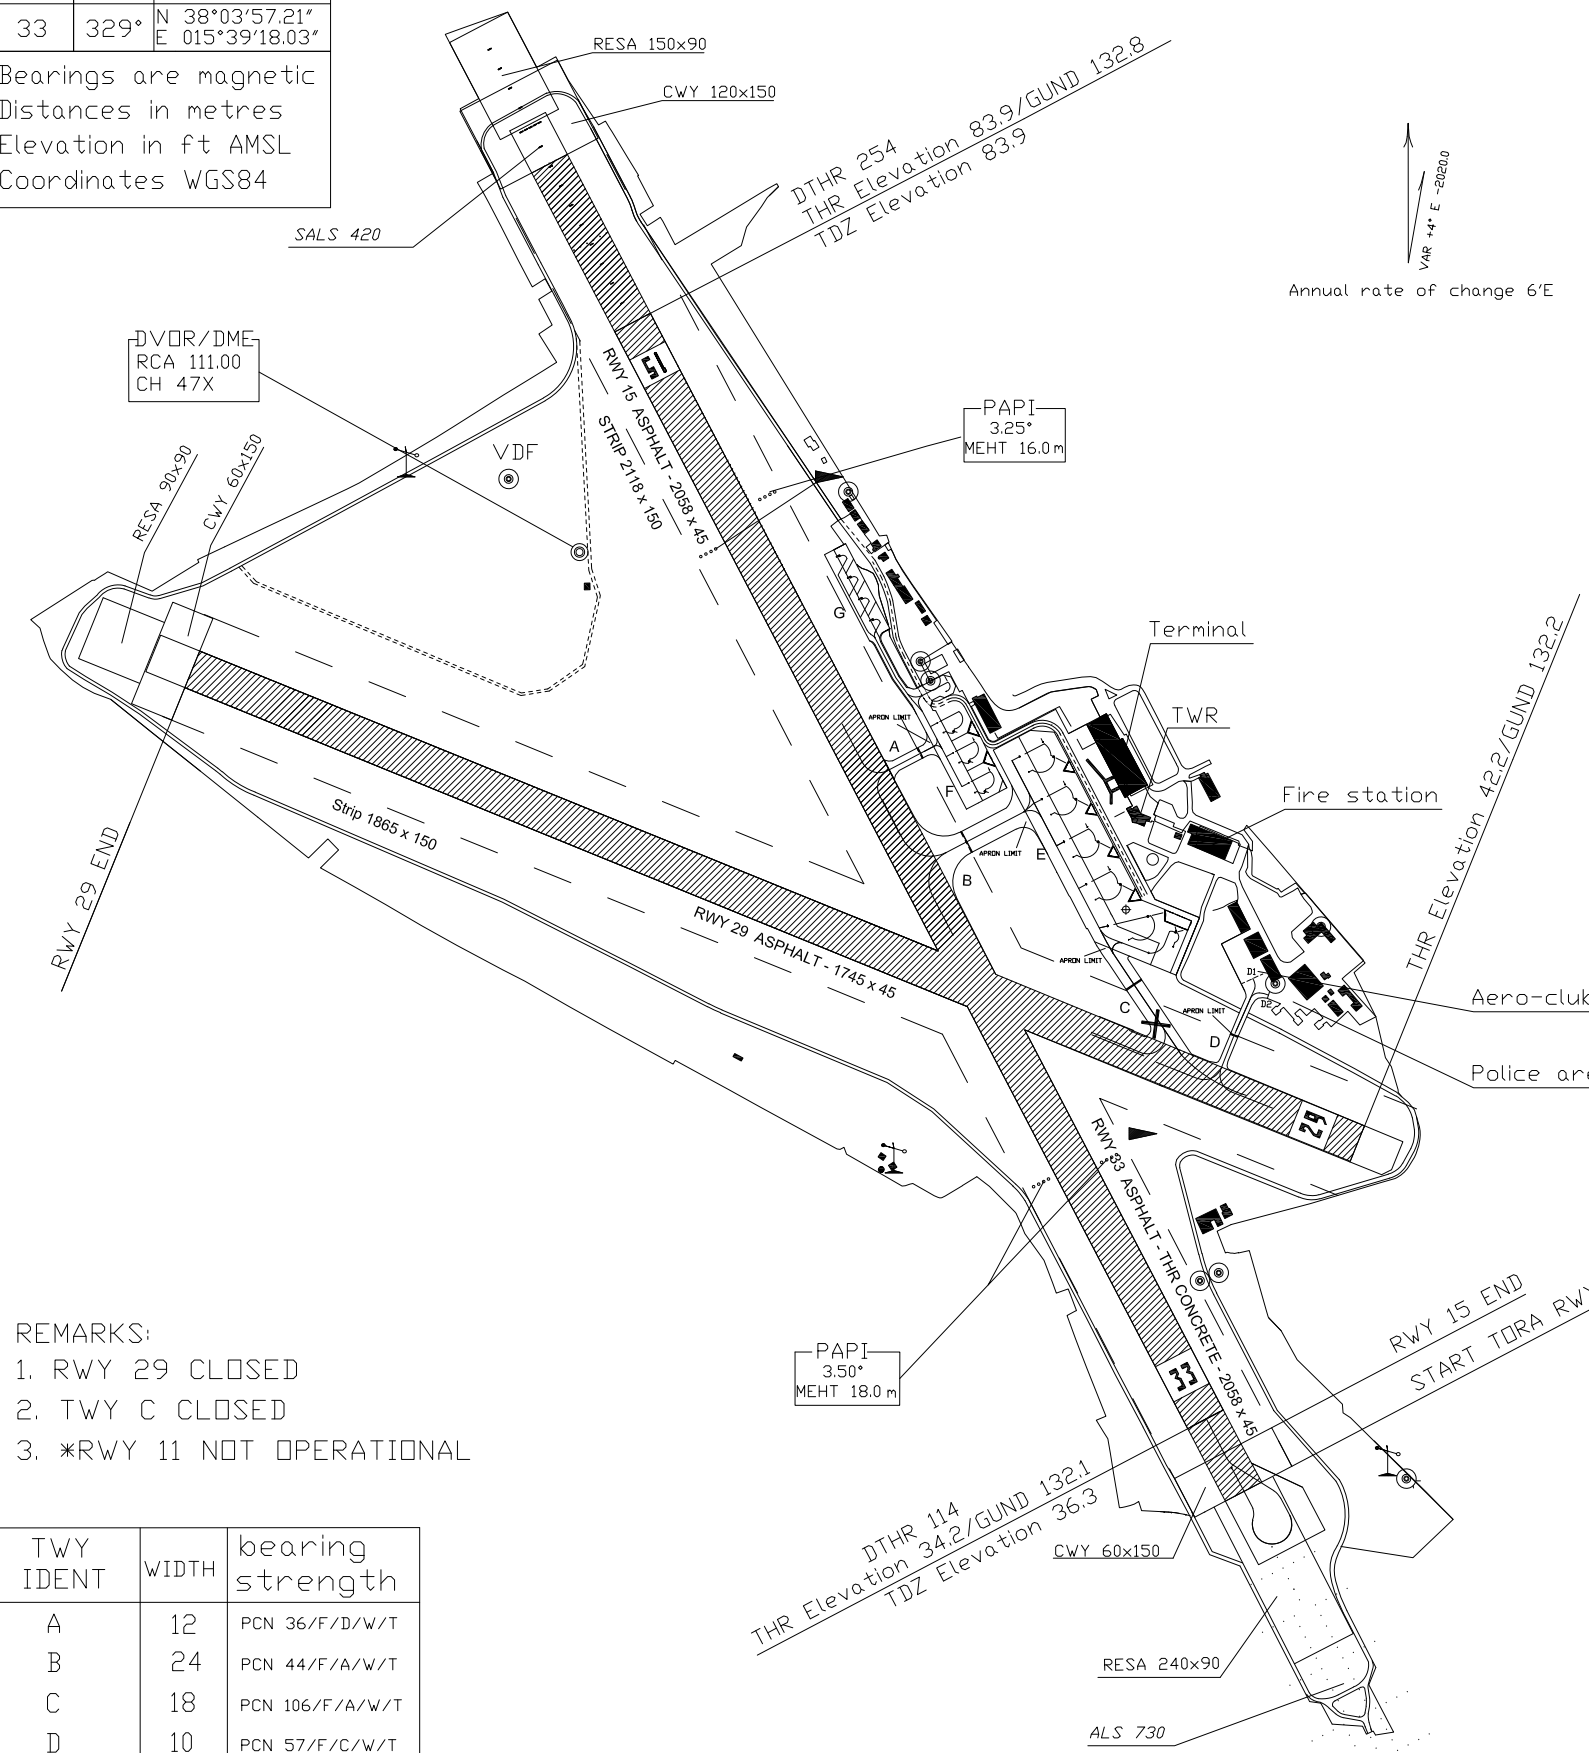 33 329° N 38°03'57.21"
E 015°39'18.03"
Bearings are magnetic
Distances in metres
Elevation in ft AMSL
Coordinates WGS84
RESA 150x90
CWY 120x150
SALS 420
DTHR 254
THR Elevation 83.9/GUND 132.8
TDZ Elevation 83.9
VAR +4° E -2020.0
Annual rate of change 6'E
DVOR/DME
RCA 111.00
CH 47X
VDF
RESA 90x90
CWY 60x150
15
RWY 15 ASPHALT - 2058 x 45
STRIP 2118 x 150
PAPI
3.25°
MEHT 16.0 m
G
Terminal
TWR
Fire station
APRON LIMIT
A
F
APRON LIMIT
E
B
APRON LIMIT
C
APRON LIMIT
D
D1
D2
THR Elevation 42.2/GUND 132.2
Strip 1865 x 150
RWY 29 END
RWY 29 ASPHALT - 1745 x 45
29
Aero-club
Police are
RWY 33 ASPHALT - THR CONCRETE - 2058 x 45
33
PAPI
3.50°
MEHT 18.0 m
RWY 15 END
START TORA RWY
DTHR 114
THR Elevation 34.2/GUND 132.1
TDZ Elevation 36.3
CWY 60x150
RESA 240x90
ALS 730
REMARKS:
1. RWY 29 CLOSED
2. TWY C CLOSED
3. *RWY 11 NOT OPERATIONAL
TWY IDENT WIDTH bearing strength
A 12 PCN 36/F/D/W/T
B 24 PCN 44/F/A/W/T
C 18 PCN 106/F/A/W/T
D 10 PCN 57/F/C/W/T